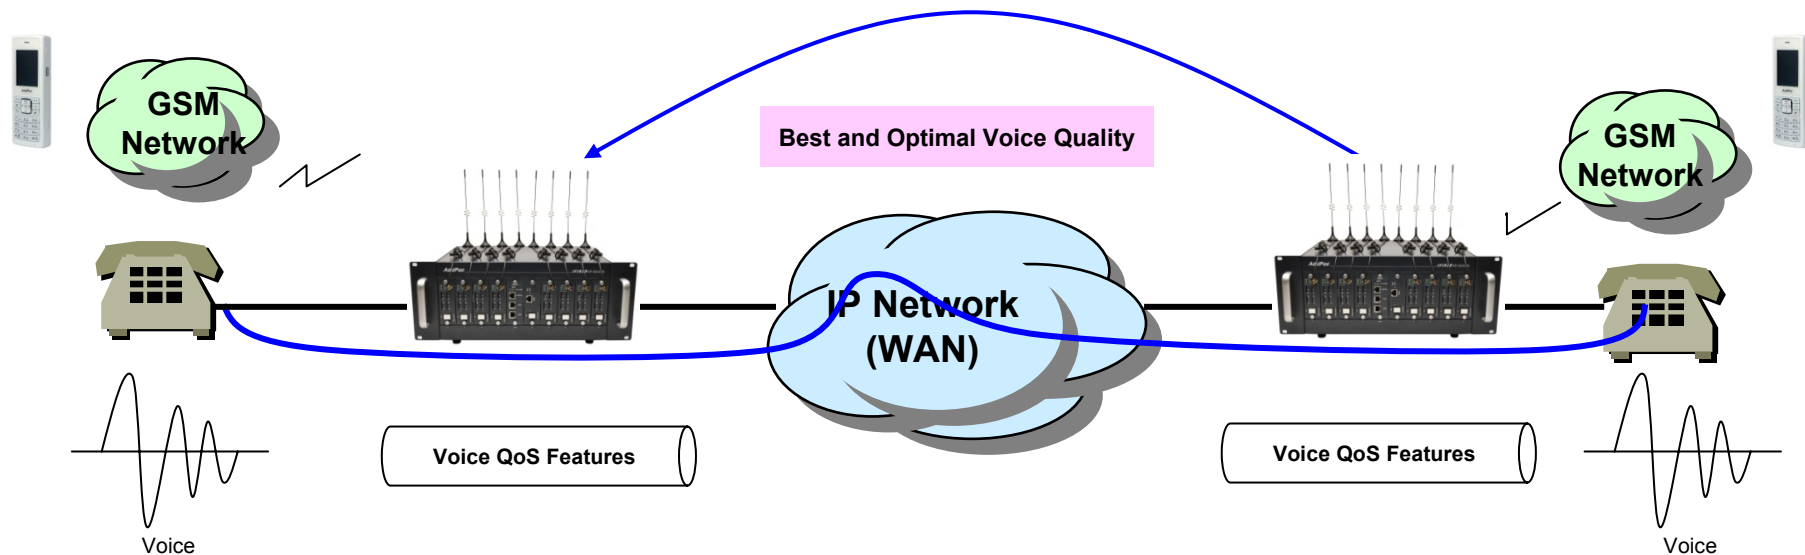 GSM
Network
Best and Optimal Voice Quality
GSM
Network
AddPac
IP Network
(WAN)
Voice QoS Features
Voice QoS Features
Voice
Voice